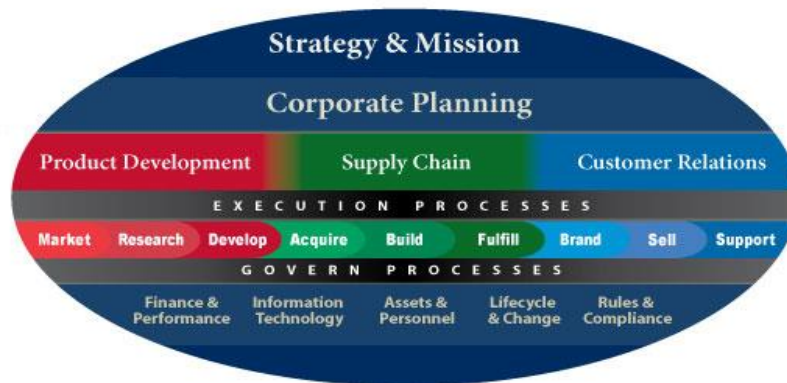 Strategy & Mission
Corporate Planning
Product Development Supply Chain Customer Relations
EXECUTION PROCESSES
Market Research Develop Acquire Build Fulfill Brand Sell Support
GOVERN PROCESSES
Finance & Information Assets & Lifecycle Rules &
Performance Technology Personnel & Change Compliance